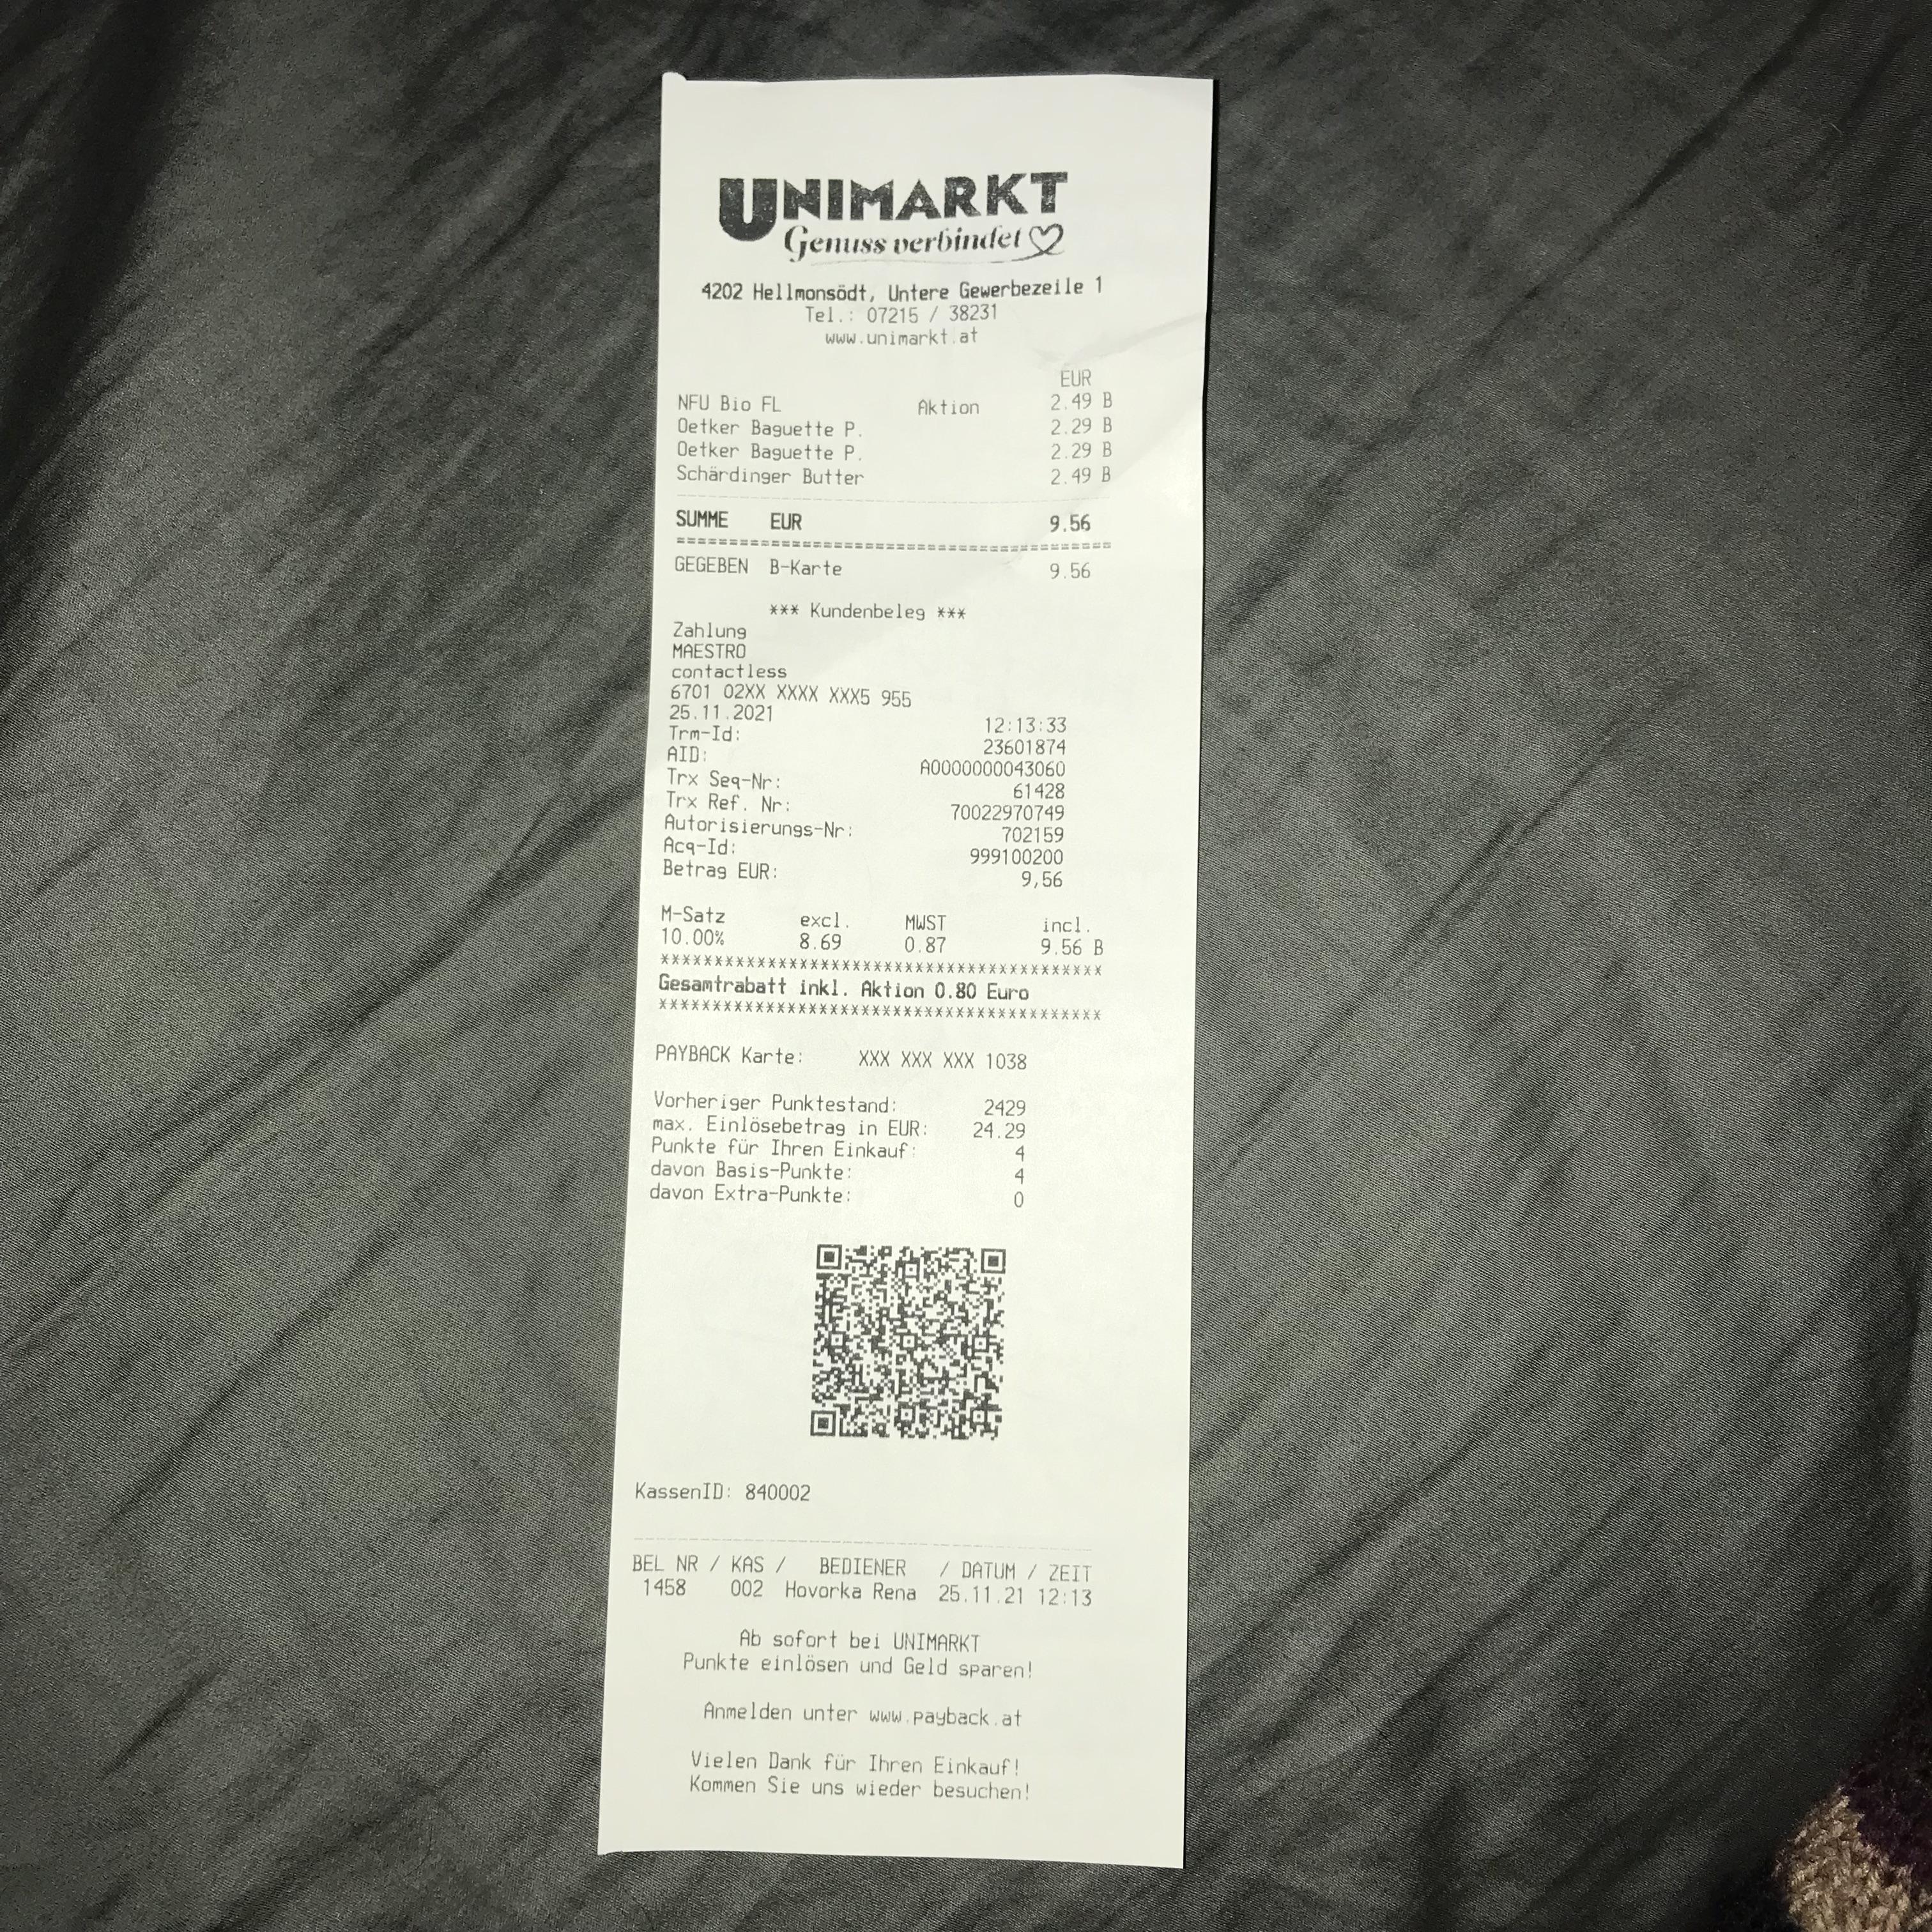 UNIMARKT
Genuss verbindet
4202 Hellmonsödt, Untere Gewerbezeile 1
Tel.: 07215 / 38231
www.unimarkt.at
EUR
NFU Bio FL Aktion 2.49 B
Oetker Baguette P. 2.29 B
Oetker Baguette P. 2.29 B
Schärdinger Butter 2.49 B
SUMME EUR 9.56
=========================================
GEGEBEN B-Karte 9.56
*** Kundenbeleg ***
Zahlung
MAESTRO
contactless
6701 02XX XXXX XXX5 955
25.11.2021 12:13:33
Trm-Id: 23601874
AID: A0000000043060
Trx Seq-Nr: 61428
Trx Ref. Nr: 70022970749
Autorisierungs-Nr: 702159
Acq-Id: 999100200
Betrag EUR: 9,56
M-Satz excl. MWST incl.
10.00% 8.69 0.87 9.56 B
*****************************************
Gesamtrabatt inkl. Aktion 0.80 Euro
*****************************************
PAYBACK Karte: XXX XXX XXX 1038
Vorheriger Punktestand: 2429
max. Einlösebetrag in EUR: 24.29
Punkte für Ihren Einkauf: 4
davon Basis-Punkte: 4
davon Extra-Punkte: 0
KassenID: 840002
BEL NR / KAS / BEDIENER / DATUM / ZEIT
1458 002 Hovorka Rena 25.11.21 12:13
Ab sofort bei UNIMARKT
Punkte einlösen und Geld sparen!
Anmelden unter www.payback.at
Vielen Dank für Ihren Einkauf!
Kommen Sie uns wieder besuchen!